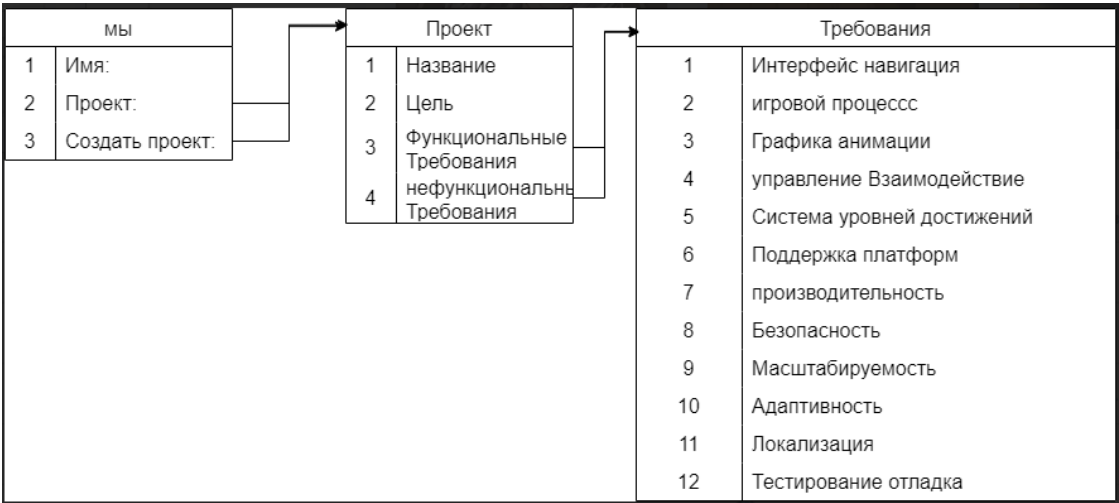 мы
1 Имя:
2 Проект:
3 Создать проект:
Проект
1 Название
2 Цель
3 Функциональные
Требования
4 нефункциональн
Требования
Требования
1 Интерфейс навигация
2 игровой процессс
3 Графика анимации
4 управление Взаимодействие
5 Система уровней достижений
6 Поддержка платформ
7 производительность
8 Безопасность
9 Масштабируемость
10 Адаптивность
11 Локализация
12 Тестирование отладка